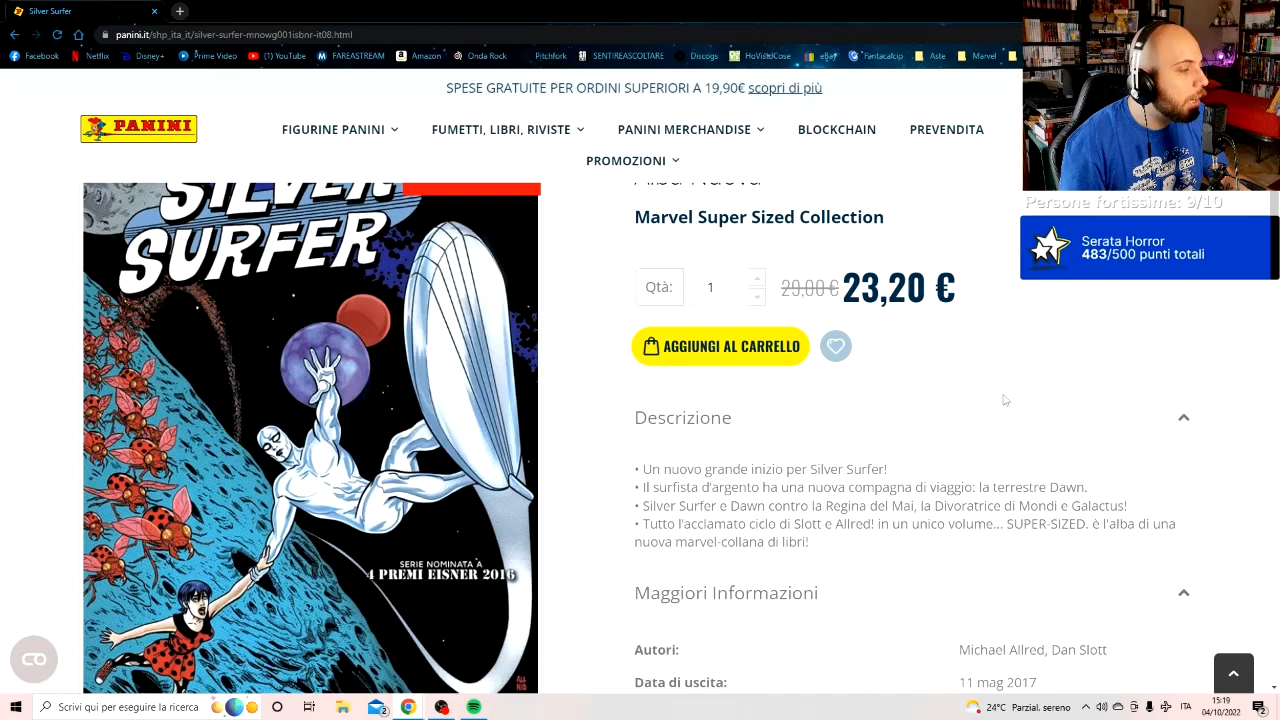 Silver Surfer
panini.it/shp_ita_it/silver-surfer-mnowg001isbnr-it08.html
Facebook Netflix Disney+ Prime Video (1) YouTube FAREASTREAM Amazon Onda Rock Pitchfork SENTIREASCOLTARE Discogs HoVistoCose eBay Fantacalcio Aste Marvel
SPESE GRATUITE PER ORDINI SUPERIORI A 19,90€ scopri di più
PANINI
FIGURINE PANINI FUMETTI, LIBRI, RIVISTE PANINI MERCHANDISE BLOCKCHAIN PREVENDITA
PROMOZIONI
SILVER
SURFER
SERIE NOMINATA A
4 PREMI EISNER 2016
Alba Nuova
Marvel Super Sized Collection
Qtà: 1 29,00 € 23,20 €
AGGIUNGI AL CARRELLO
Descrizione
• Un nuovo grande inizio per Silver Surfer!
• Il surfista d'argento ha una nuova compagna di viaggio: la terrestre Dawn.
• Silver Surfer e Dawn contro la Regina del Mai, la Divoratrice di Mondi e Galactus!
• Tutto l'acclamato ciclo di Slott e Allred! in un unico volume... SUPER-SIZED. è l'alba di una
nuova marvel-collana di libri!
Maggiori Informazioni
Autori: Michael Allred, Dan Slott
Data di uscita: 11 mag 2017
Persone fortissime: 9/10
Serata Horror
483/500 punti totali
Scrivi qui per eseguire la ricerca
2
24°C Parzial. sereno
ITA
15:19
04/10/2022
2